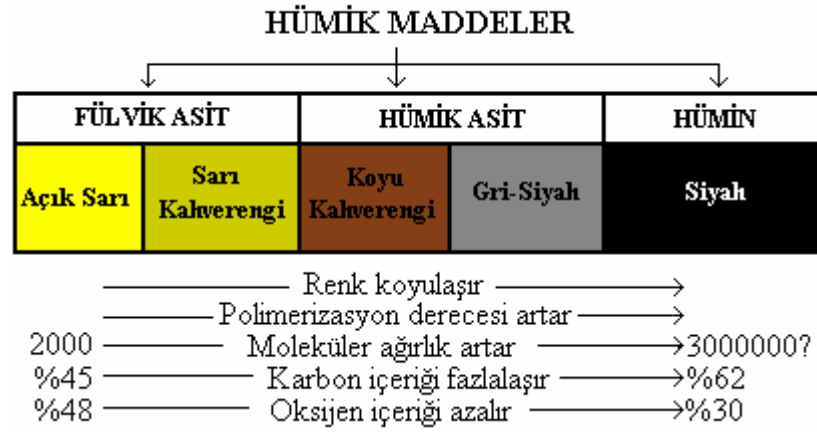 HÜMİK MADDELER
FÜLVİK ASİT HÜMİK ASİT HÜMİN
Açık Sarı Sarı Kahverengi Koyu Kahverengi Gri-Siyah Siyah
Renk koyulaşır
Polimerizasyon derecesi artar
2000 Moleküler ağırlık artar 3000000?
%45 Karbon içeriği fazlalaşır %62
%48 Oksijen içeriği azalır %30